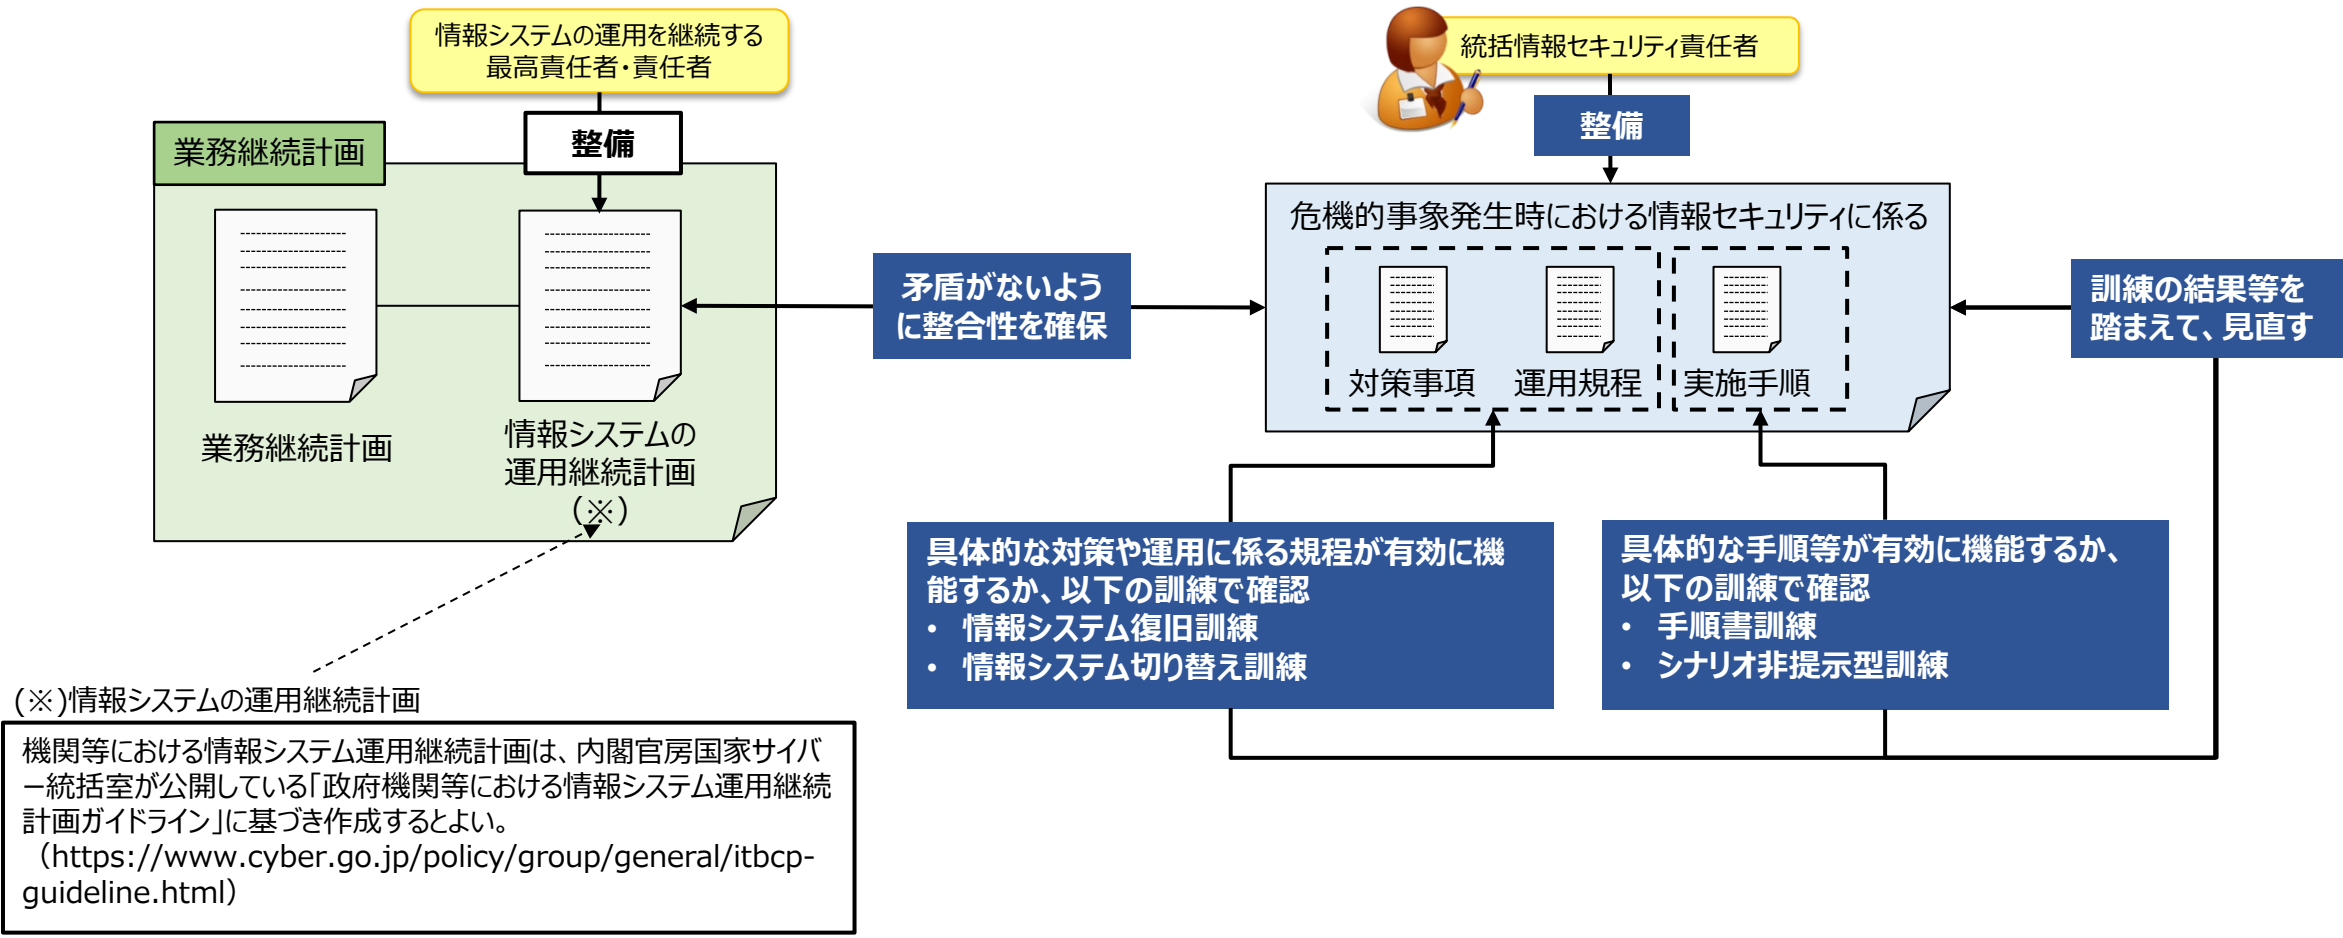 情報システムの運用を継続する
最高責任者・責任者
整備
業務継続計画
業務継続計画
情報システムの
運用継続計画
（※）
矛盾がないよう
に整合性を確保
統括情報セキュリティ責任者
整備
危機的事象発生時における情報セキュリティに係る
対策事項
運用規程
実施手順
訓練の結果等を
踏まえて、見直す
具体的な対策や運用に係る規程が有効に機
能するか、以下の訓練で確認
• 情報システム復旧訓練
• 情報システム切り替え訓練
具体的な手順等が有効に機能するか、
以下の訓練で確認
• 手順書訓練
• シナリオ非提示型訓練
(※)情報システムの運用継続計画
機関等における情報システム運用継続計画は、内閣官房国家サイバ
ー統括室が公開している「政府機関等における情報システム運用継続
計画ガイドライン」に基づき作成するとよい。
（https://www.cyber.go.jp/policy/group/general/itbcp-
guideline.html）